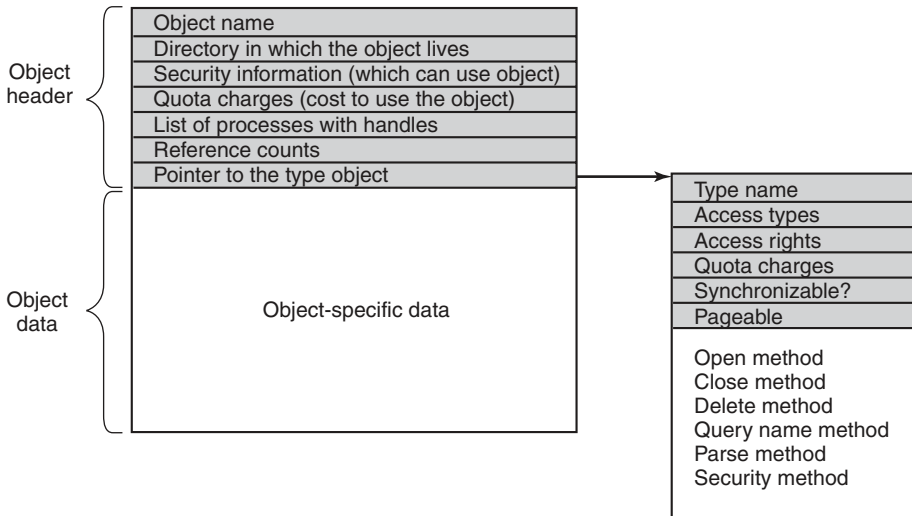 Object
header
Object name
Directory in which the object lives
Security information (which can use object)
Quota charges (cost to use the object)
List of processes with handles
Reference counts
Pointer to the type object
Object
data
Object-specific data
Type name
Access types
Access rights
Quota charges
Synchronizable?
Pageable
Open method
Close method
Delete method
Query name method
Parse method
Security method